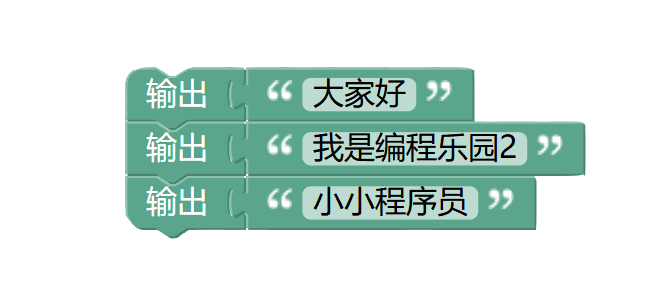 输出 “ 大家好 ”
输出 “ 我是编程乐园2 ”
输出 “ 小小程序员 ”